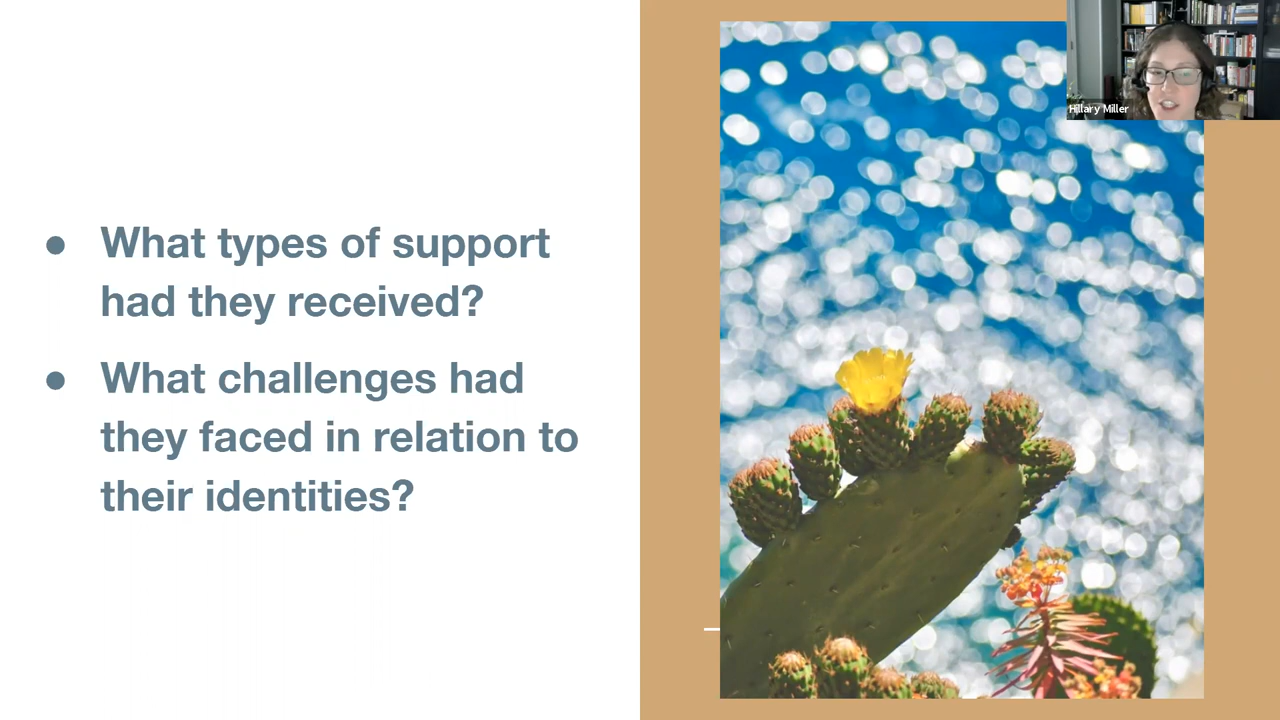 Hillary Miller
● What types of support
had they received?
● What challenges had
they faced in relation to
their identities?